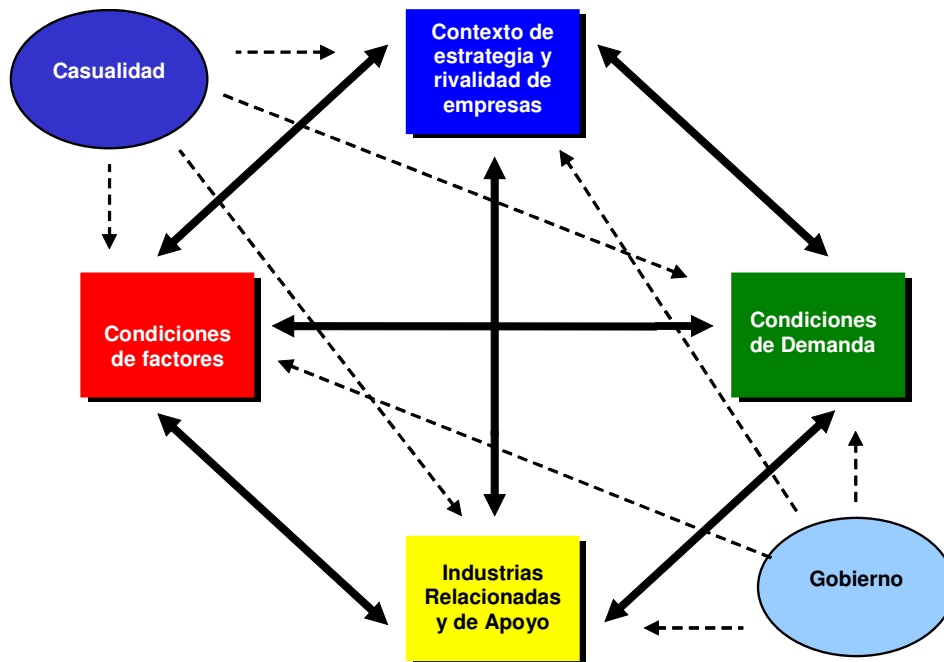 Casualidad
Contexto de
estrategia y
rivalidad de
empresas
Condiciones
de factores
Condiciones
de Demanda
Industrias
Relacionadas
y de Apoyo
Gobierno